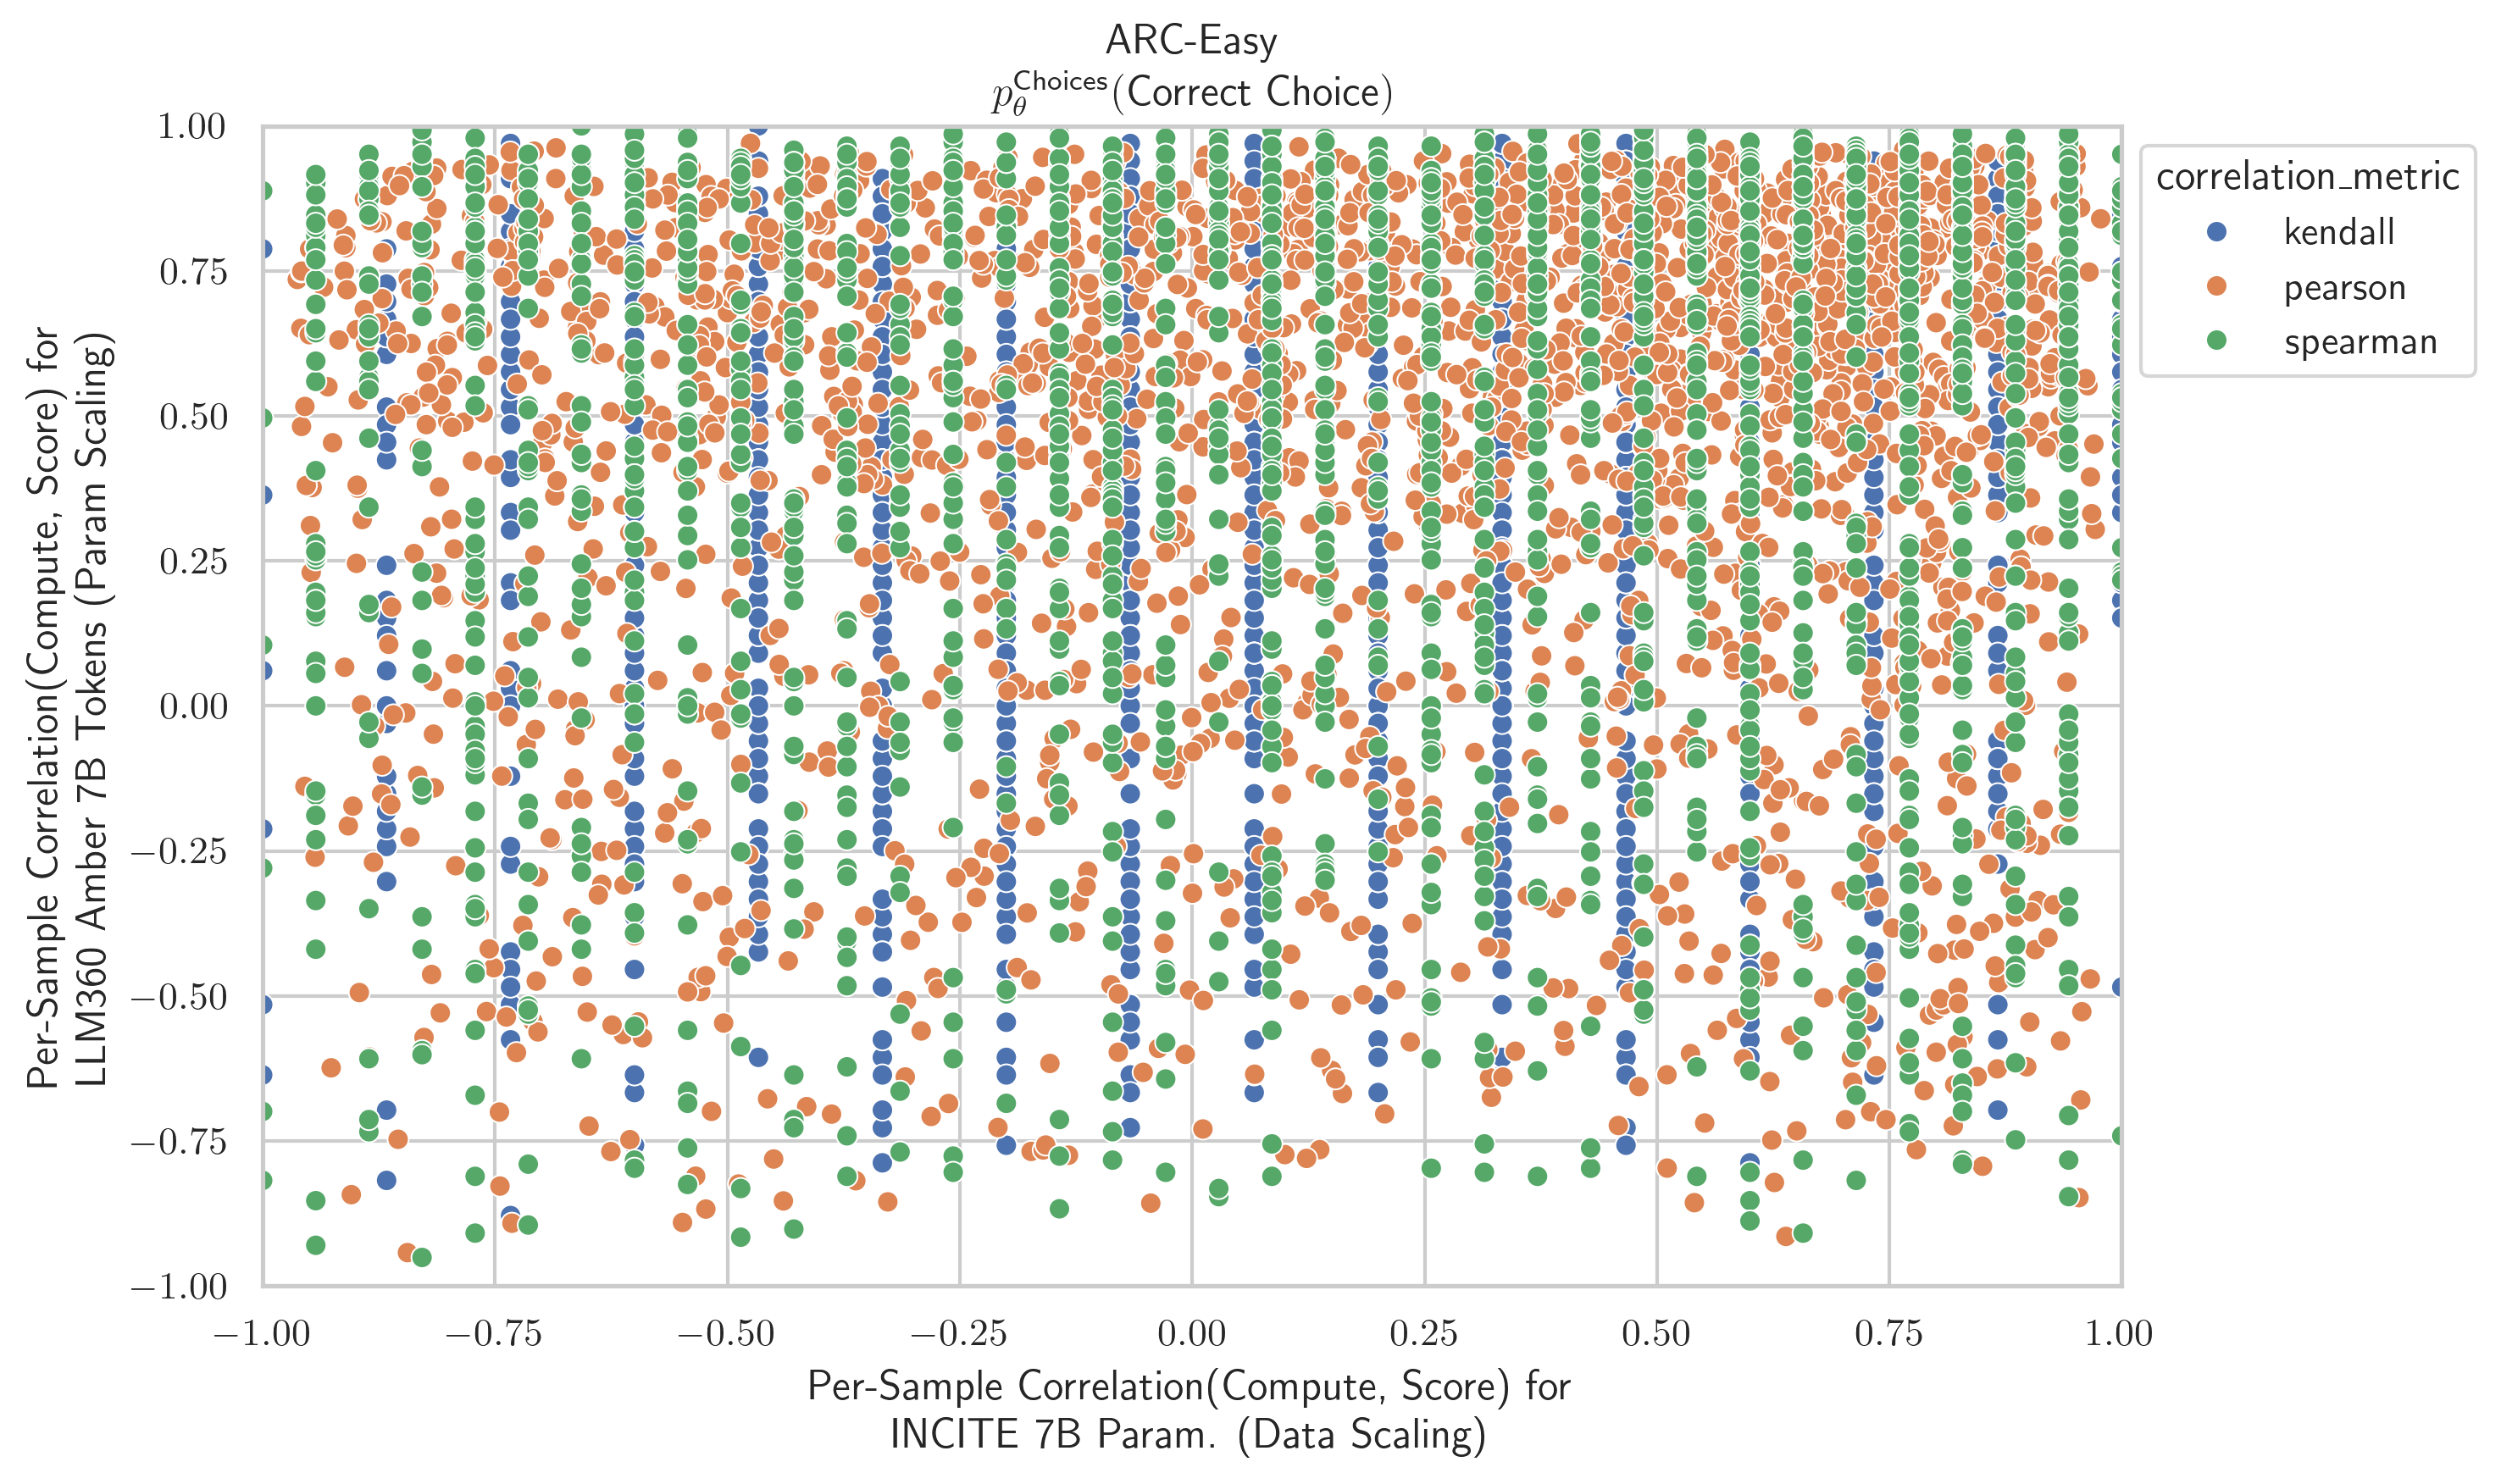 ARC-Easy
p_θ^Choices(Correct Choice)
1.00
0.75
0.50
0.25
0.00
−0.25
−0.50
−0.75
−1.00
Per-Sample Correlation(Compute, Score) for
LLM360 Amber 7B Tokens (Param Scaling)
correlation_metric
kendall
pearson
spearman
−1.00 −0.75 −0.50 −0.25 0.00 0.25 0.50 0.75 1.00
Per-Sample Correlation(Compute, Score) for
INCITE 7B Param. (Data Scaling)